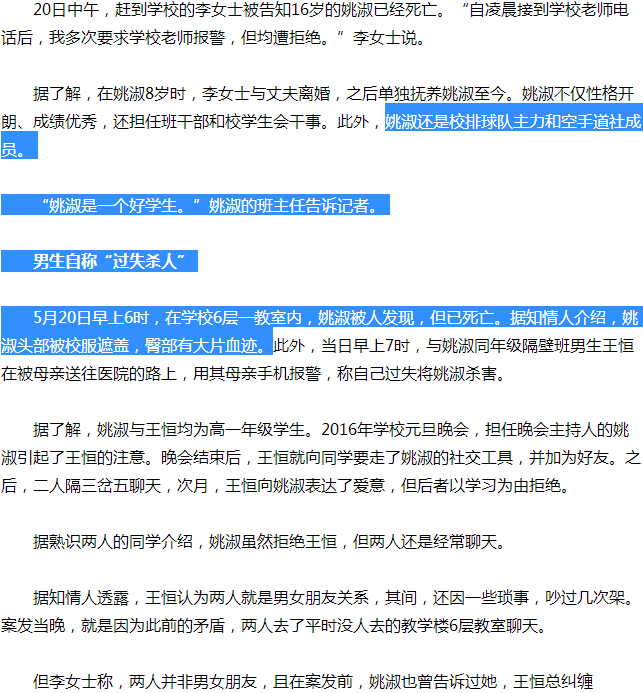 20日中午，赶到学校的李女士被告知16岁的姚淑已经死亡。“自凌晨接到学校老师电
话后，我多次要求学校老师报警，但均遭拒绝。”李女士说。
据了解，在姚淑8岁时，李女士与丈夫离婚，之后单独抚养姚淑至今。姚淑不仅性格开
朗、成绩优秀，还担任班干部和校学生会干事。此外，姚淑还是校排球队主力和空手道社成
员。
“姚淑是一个好学生。”姚淑的班主任告诉记者。
男生自称“过失杀人”
5月20日早上6时，在学校6层一教室内，姚淑被人发现，但已死亡。据知情人介绍，姚
淑头部被校服遮盖，臀部有大片血迹。此外，当日早上7时，与姚淑同年级隔壁班男生王恒
在被母亲送往医院的路上，用其母亲手机报警，称自己过失将姚淑杀害。
据了解，姚淑与王恒均为高一年级学生。2016年学校元旦晚会，担任晚会主持人的姚
淑引起了王恒的注意。晚会结束后，王恒就向同学要走了姚淑的社交工具，并加为好友。之
后，二人隔三岔五聊天，次月，王恒向姚淑表达了爱意，但后者以学习为由拒绝。
据熟识两人的同学介绍，姚淑虽然拒绝王恒，但两人还是经常聊天。
据知情人透露，王恒认为两人就是男女朋友关系，其间，还因一些琐事，吵过几次架。
案发当晚，就是因为此前的矛盾，两人去了平时没人去的教学楼6层教室聊天。
但李女士称，两人并非男女朋友，且在案发前，姚淑也曾告诉过她，王恒总纠缠